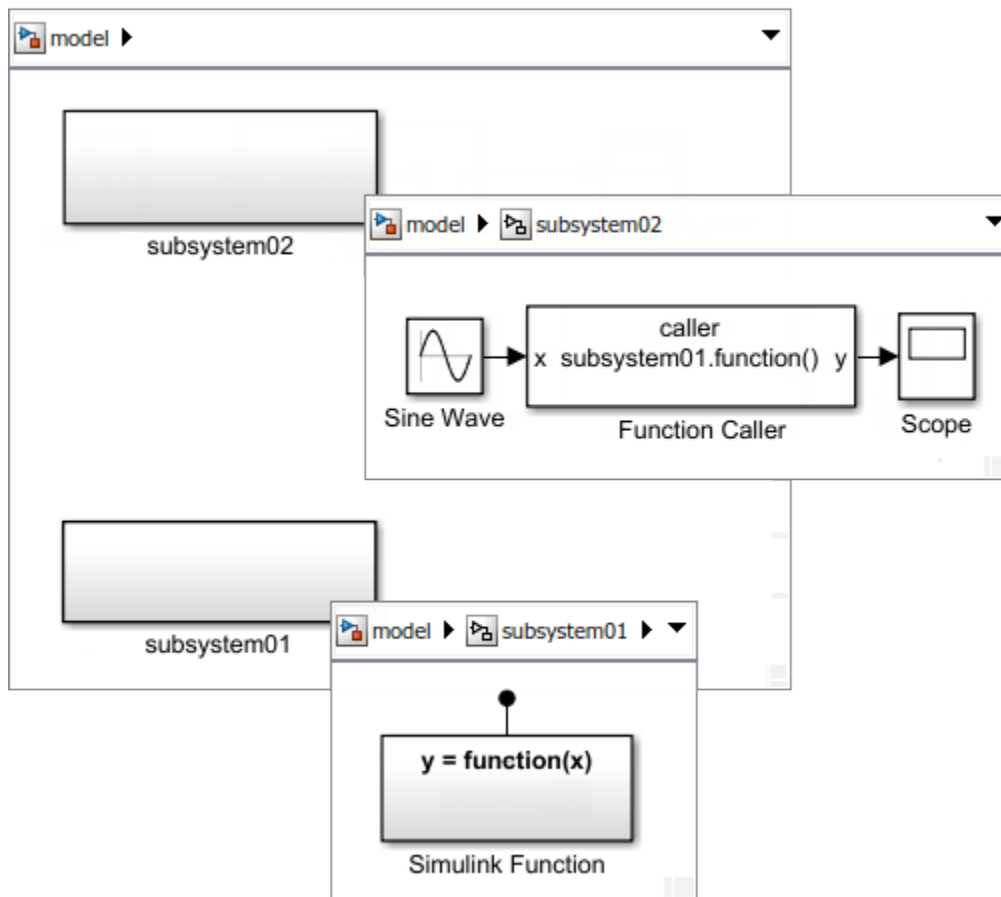 model
subsystem02
model subsystem02
caller
x subsystem01.function() y
Sine Wave
Function Caller
Scope
subsystem01
model subsystem01
y = function(x)
Simulink Function